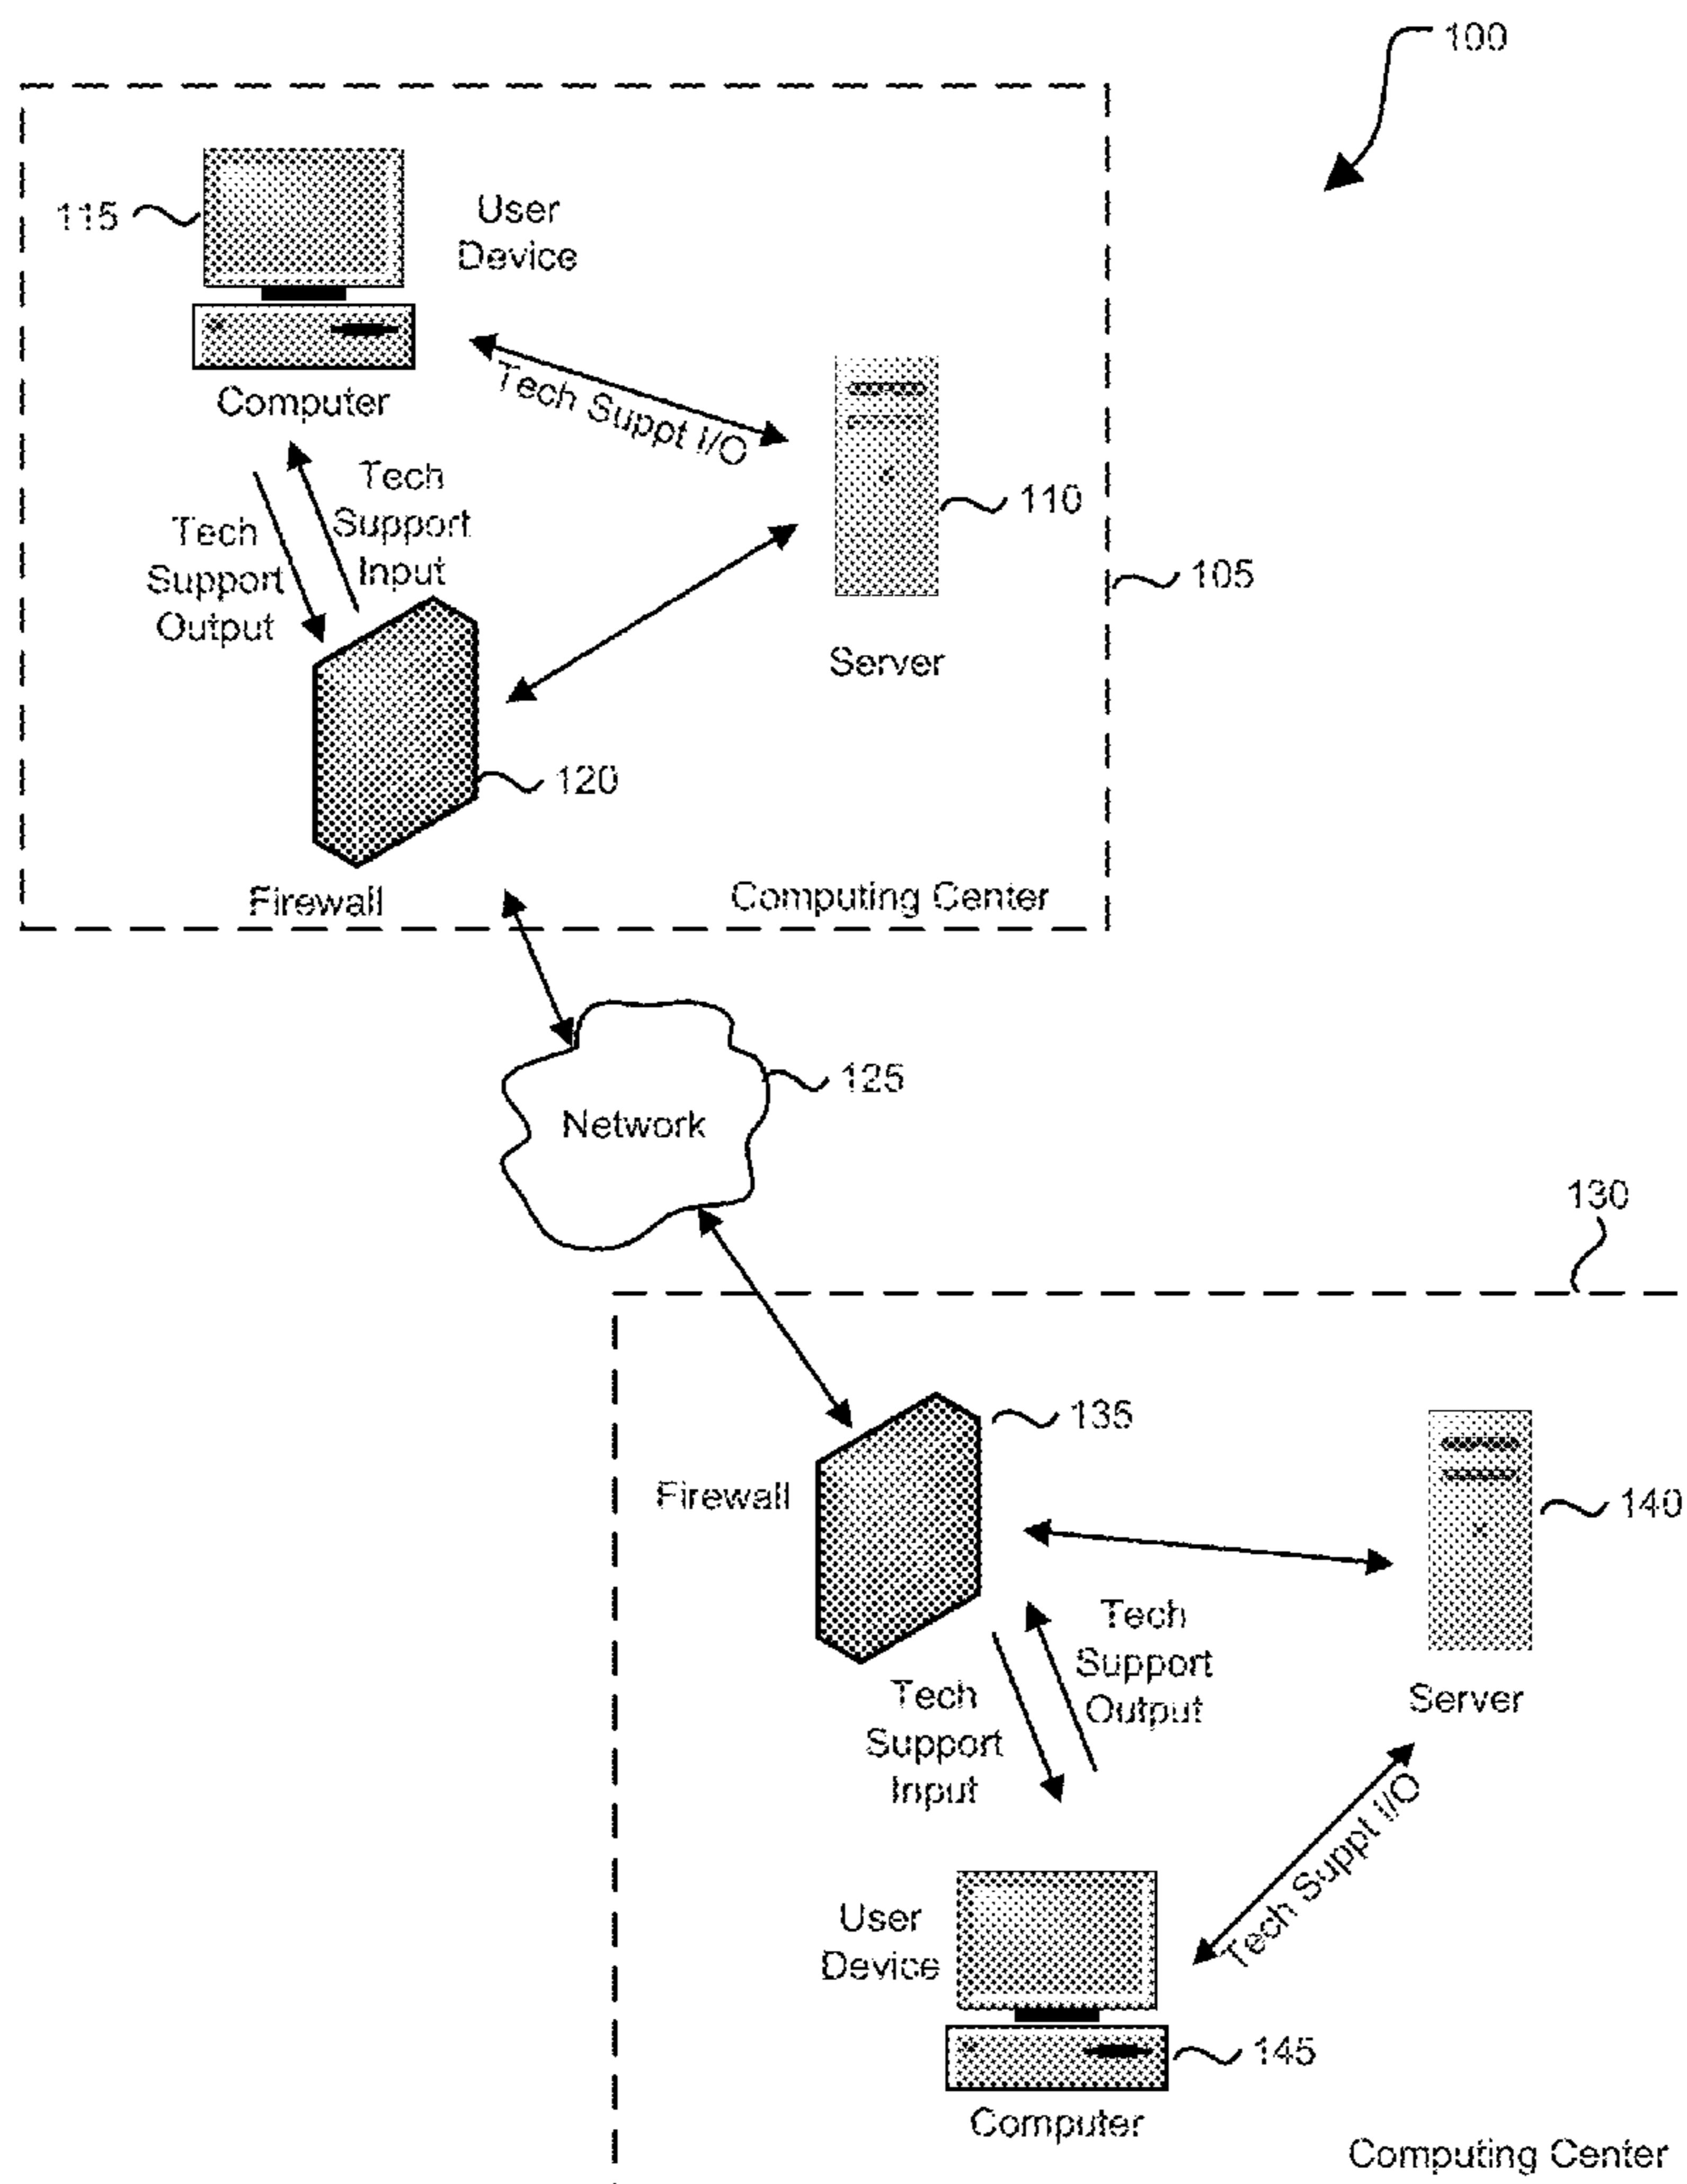 100
115
User
Device
Computer
Tech Suppt I/O
110
Tech
Support
Input
Tech
Support
Output
105
Server
120
Firewall
Computing Center
125
Network
130
135
Firewall
140
Tech
Support
Output
Tech
Support
Input
Server
Tech Suppt I/O
User
Device
145
Computer
Computing Center